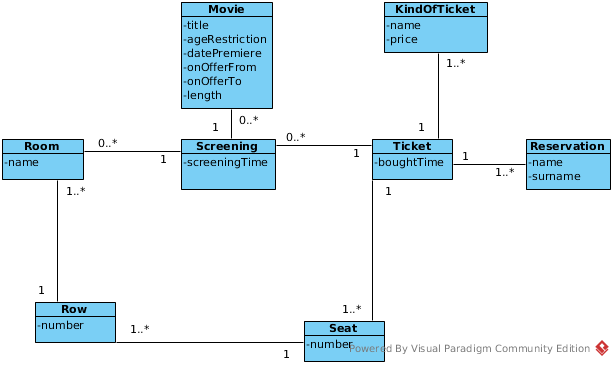 Movie
-title
-ageRestriction
-datePremiere
-onOfferFrom
-onOfferTo
-length
KindOfTicket
-name
-price
1..*
1
0..*
1
Room
-name
0..*
1
Screening
-screeningTime
0..*
1
Ticket
-boughtTime
1
1..*
Reservation
-name
-surname
1..*
1
1
1..*
Row
-number
1..*
1
Seat
-number
Powered By Visual Paradigm Community Edition